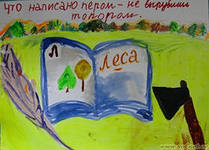 что написано пером - не вырубишь
топором.
Л
Леса